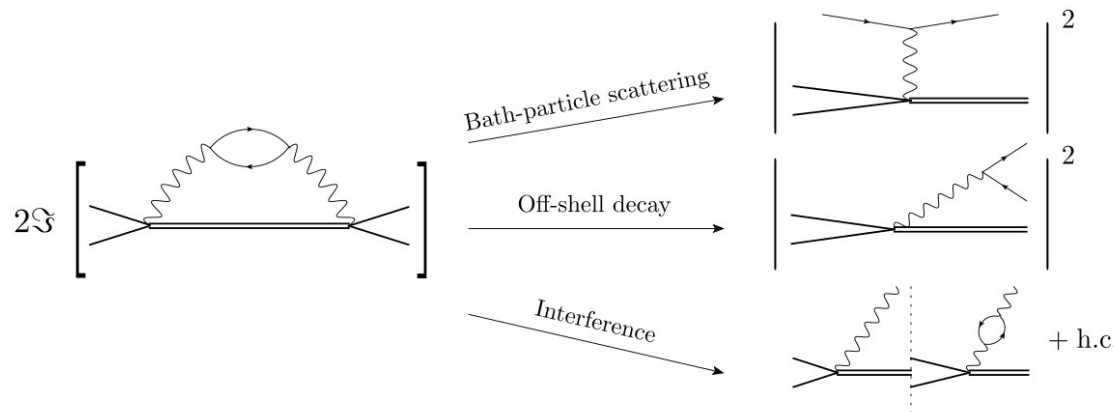 2
Bath-particle scattering
2ℑ
Off-shell decay
2
Interference
+ h.c.